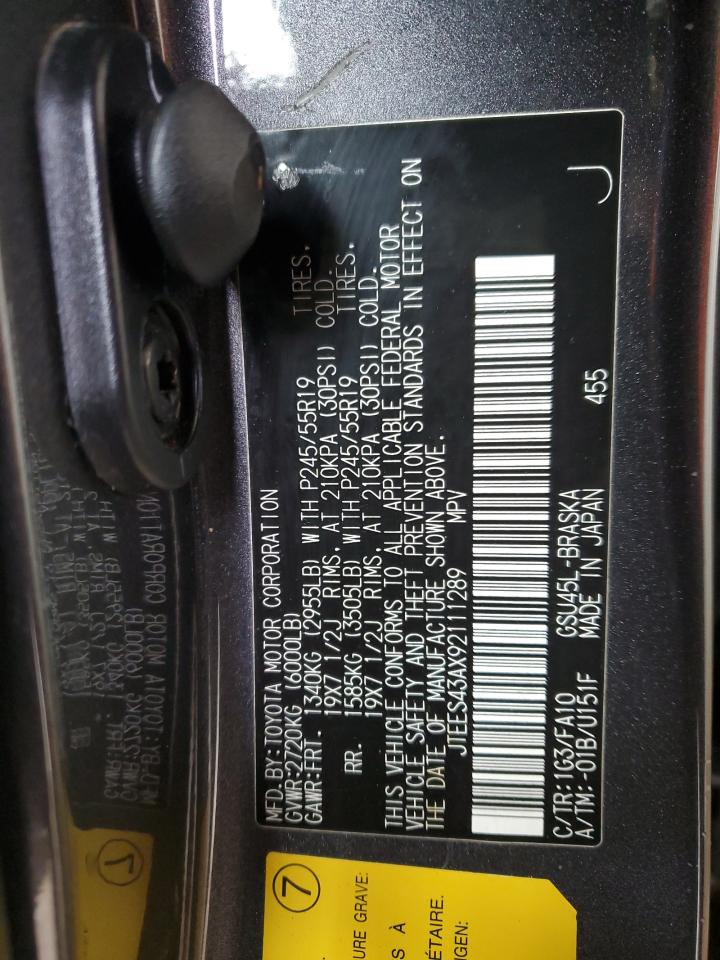 MFD.BY:TOYOTA MOTOR CORPORATION
GVWR:2720KG (6000LB)
GAWR:FRT. 1340KG (2955LB) WITH P245/55R19 TIRES.
19X7 1/2J RIMS, AT 210KPA (30PSI) COLD.
RR. 1585KG (3505LB) WITH P245/55R19 TIRES.
19X7 1/2J RIMS, AT 210KPA (30PSI) COLD.
THIS VEHICLE CONFORMS TO ALL APPLICABLE FEDERAL MOTOR
VEHICLE SAFETY AND THEFT PREVENTION STANDARDS IN EFFECT ON
THE DATE OF MANUFACTURE SHOWN ABOVE.
JTEES43AX92111289 MPV
C/TR:1G3/FA10 GSU45L-BRASKA 455 J
A/TM:-01B/U151F MADE IN JAPAN
7
URE GRAVE:
S À
ÉTAIRE.
IGEN: